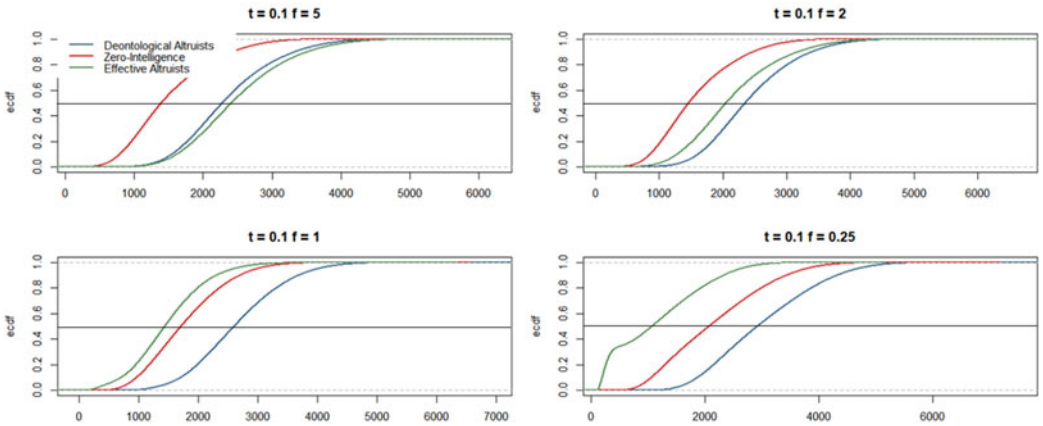 t = 0.1 f = 5
ecdf
0.0 0.2 0.4 0.6 0.8 1.0
Deontological Altruists
Zero-Intelligence
Effective Altruists
0 1000 2000 3000 4000 5000 6000
t = 0.1 f = 2
ecdf
0.0 0.2 0.4 0.6 0.8 1.0
0 1000 2000 3000 4000 5000 6000
t = 0.1 f = 1
ecdf
0.0 0.2 0.4 0.6 0.8 1.0
0 1000 2000 3000 4000 5000 6000 7000
t = 0.1 f = 0.25
ecdf
0.0 0.2 0.4 0.6 0.8 1.0
0 2000 4000 6000